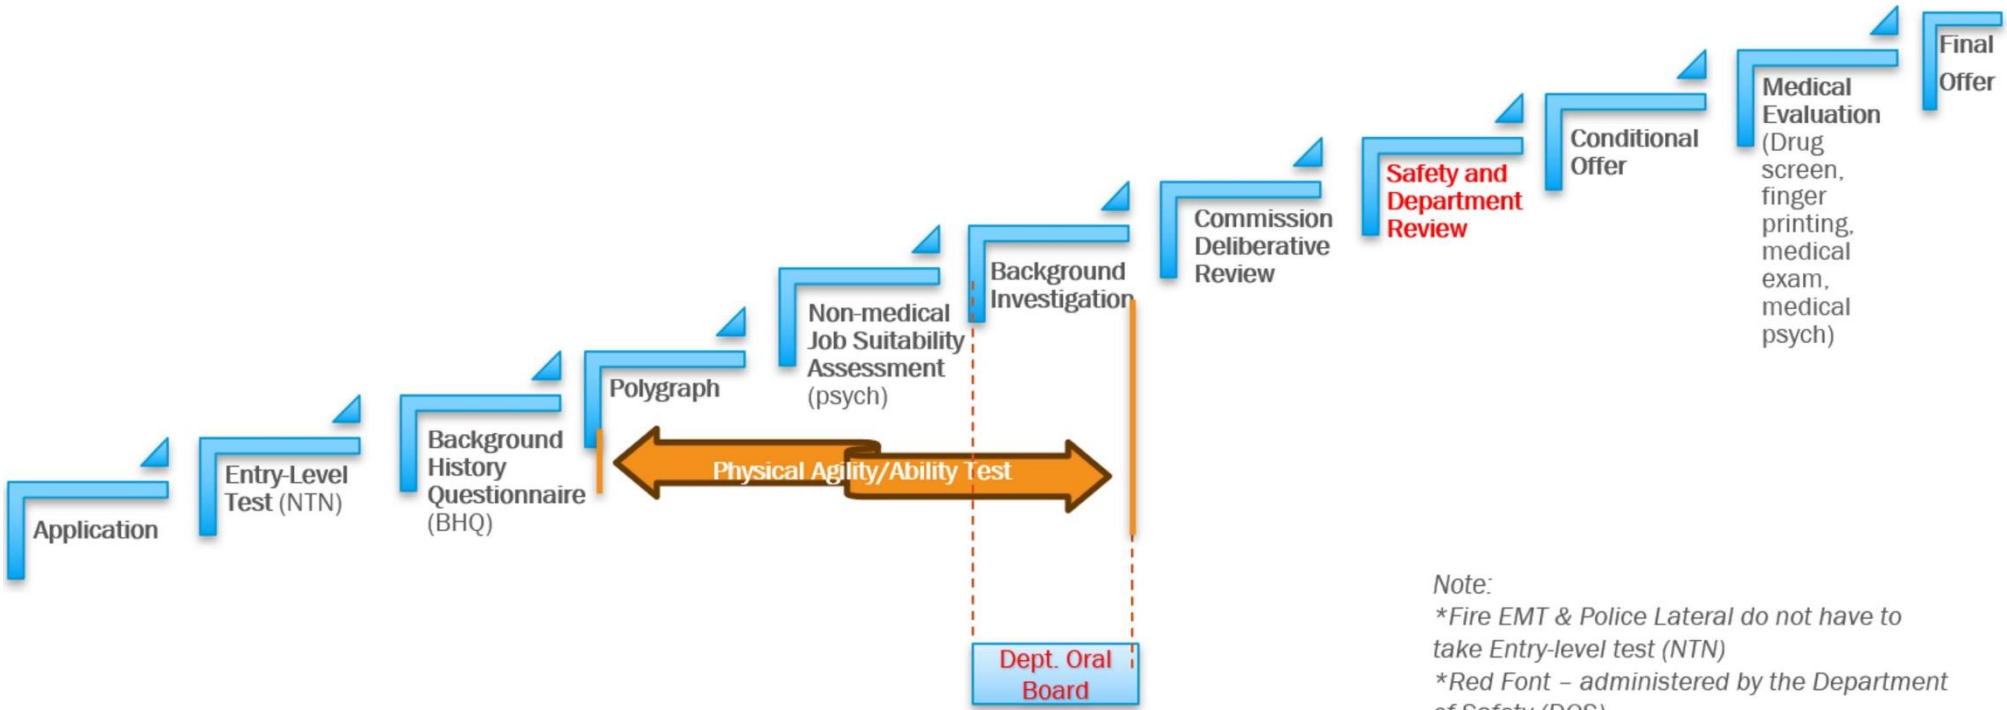 Application
Entry-Level
Test (NTN)
Background
History
Questionnaire
(BHQ)
Polygraph
Non-medical
Job Suitability
Assessment
(psych)
Background
Investigation
Commission
Deliberative
Review
Safety and
Department
Review
Conditional
Offer
Medical
Evaluation
(Drug
screen,
finger
printing,
medical
exam,
medical
psych)
Final
Offer
Physical Agility/Ability Test
Dept. Oral
Board
Note:
*Fire EMT & Police Lateral do not have to
take Entry-level test (NTN)
*Red Font – administered by the Department
of Safety (DOS)